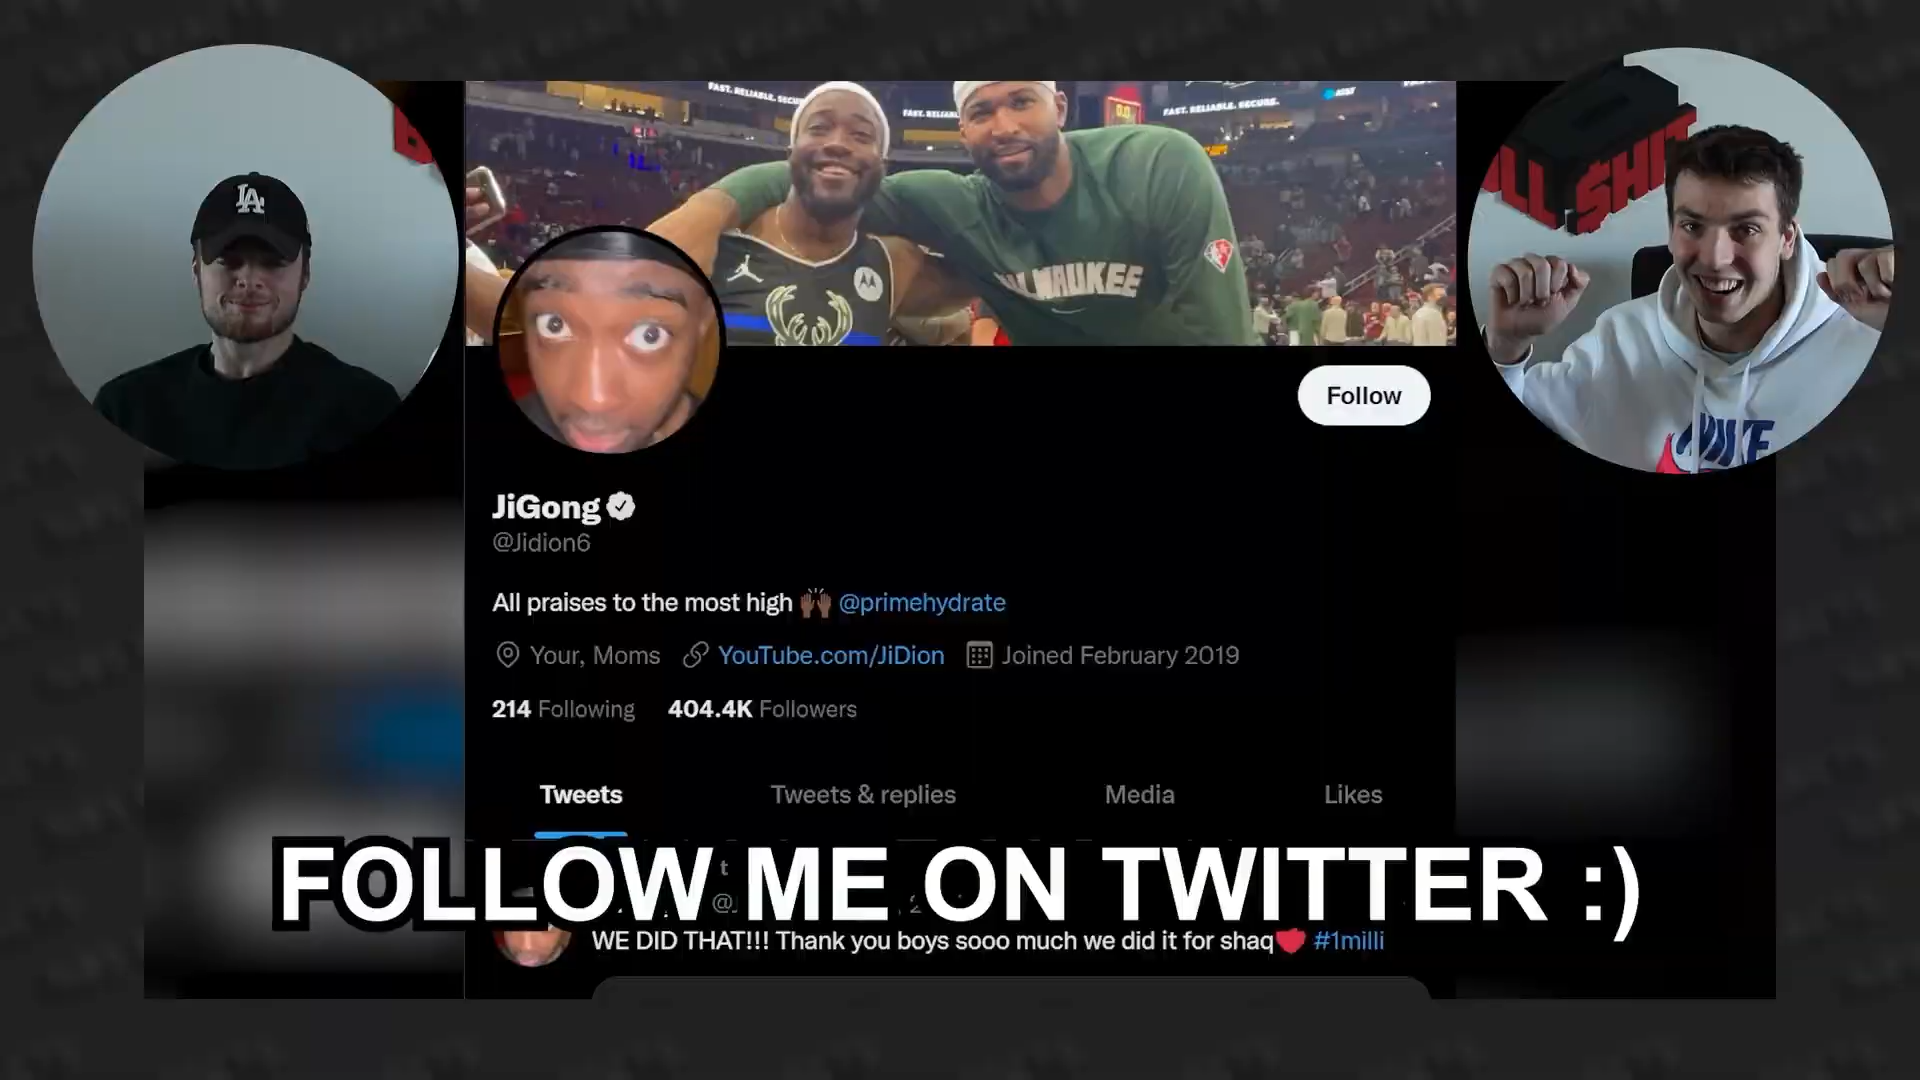 FAST. RELIABLE. SECURE.
AT&T
LA
JiGong
@Jidion6
Follow
All praises to the most high 🙌🏿 @primehydrate
Your, Moms YouTube.com/JiDion Joined February 2019
214 Following 404.4K Followers
Tweets Tweets & replies Media Likes
FOLLOW ME ON TWITTER :)
WE DID THAT!!! Thank you boys sooo much we did it for shaq❤️ #1milli